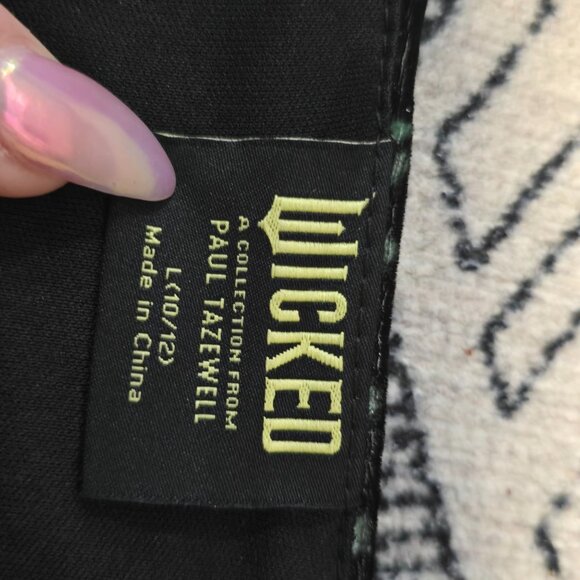 WICKED
A COLLECTION FROM
PAUL TAZEWELL
L(10/12)
Made in China